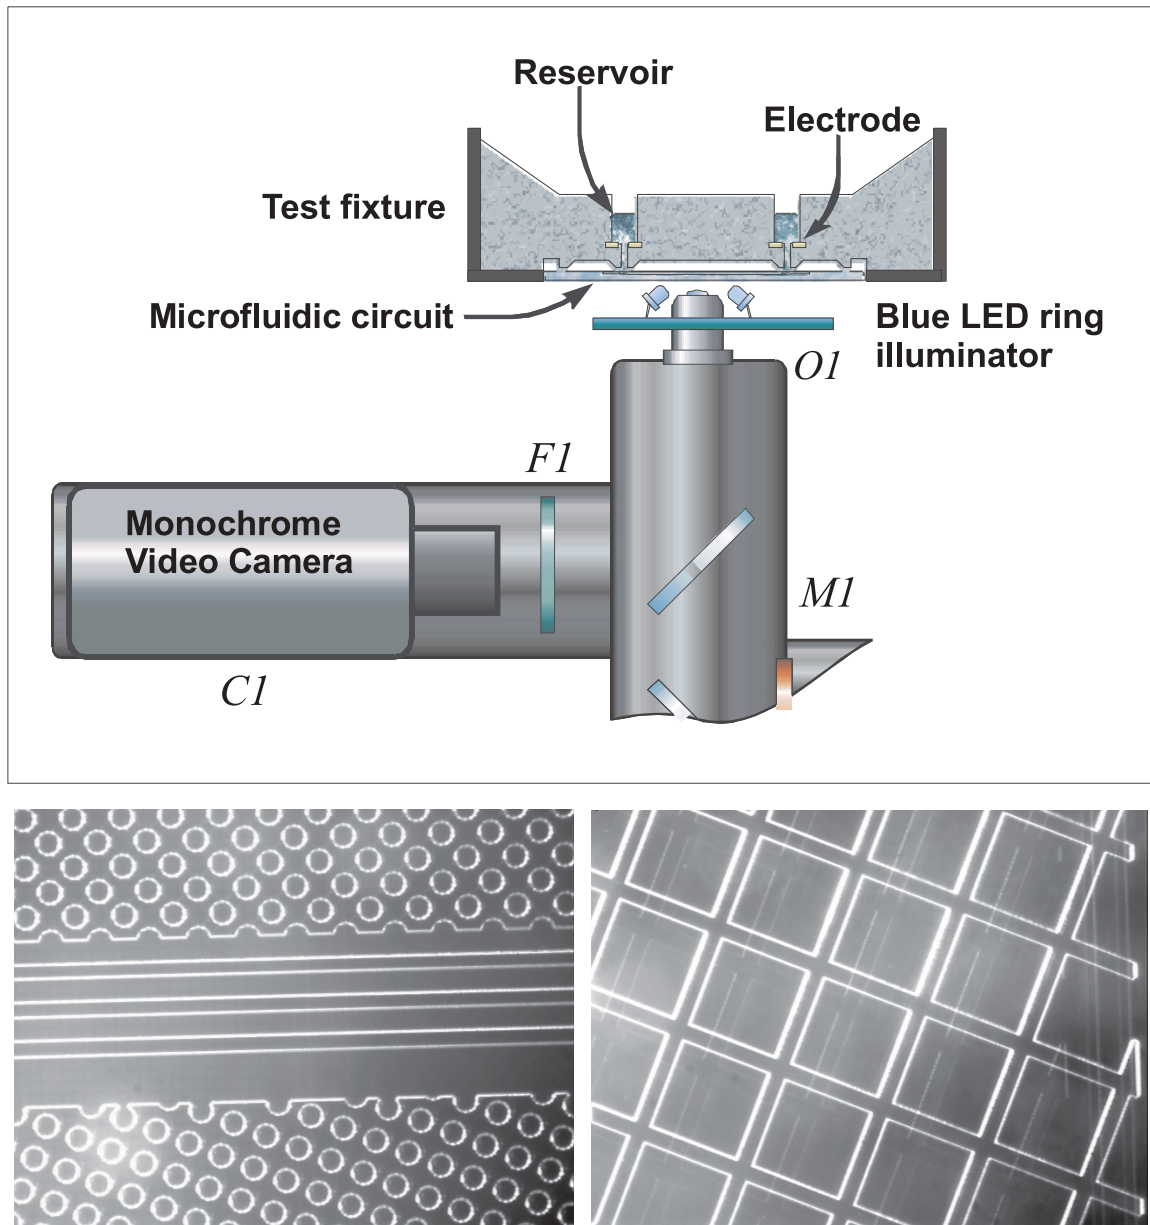 Reservoir
Electrode
Test fixture
Microfluidic circuit
Blue LED ring
illuminator
O1
F1
Monochrome
Video Camera
M1
C1